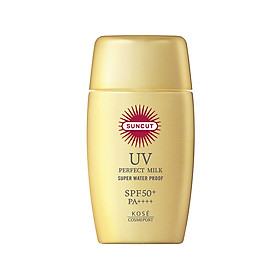 SUNCUT
UV
PERFECT MILK
SUPER WATER PROOF
SPF50+
PA++++
KOSÉ
COSMEPORT